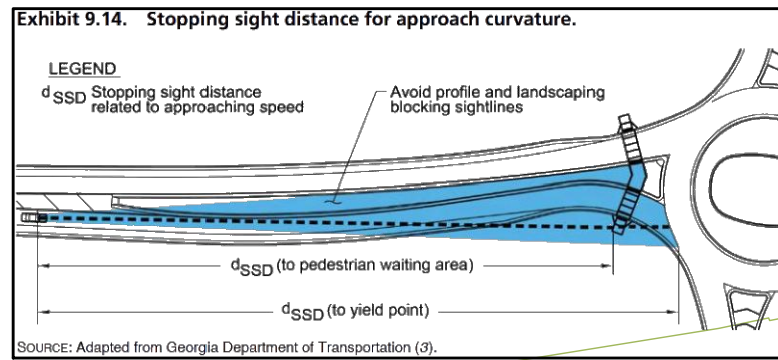 Exhibit 9.14. Stopping sight distance for approach curvature.
LEGEND
dSSD Stopping sight distance
related to approaching speed
Avoid profile and landscaping
blocking sightlines
dSSD (to pedestrian waiting area)
dSSD (to yield point)
SOURCE: Adapted from Georgia Department of Transportation (3).